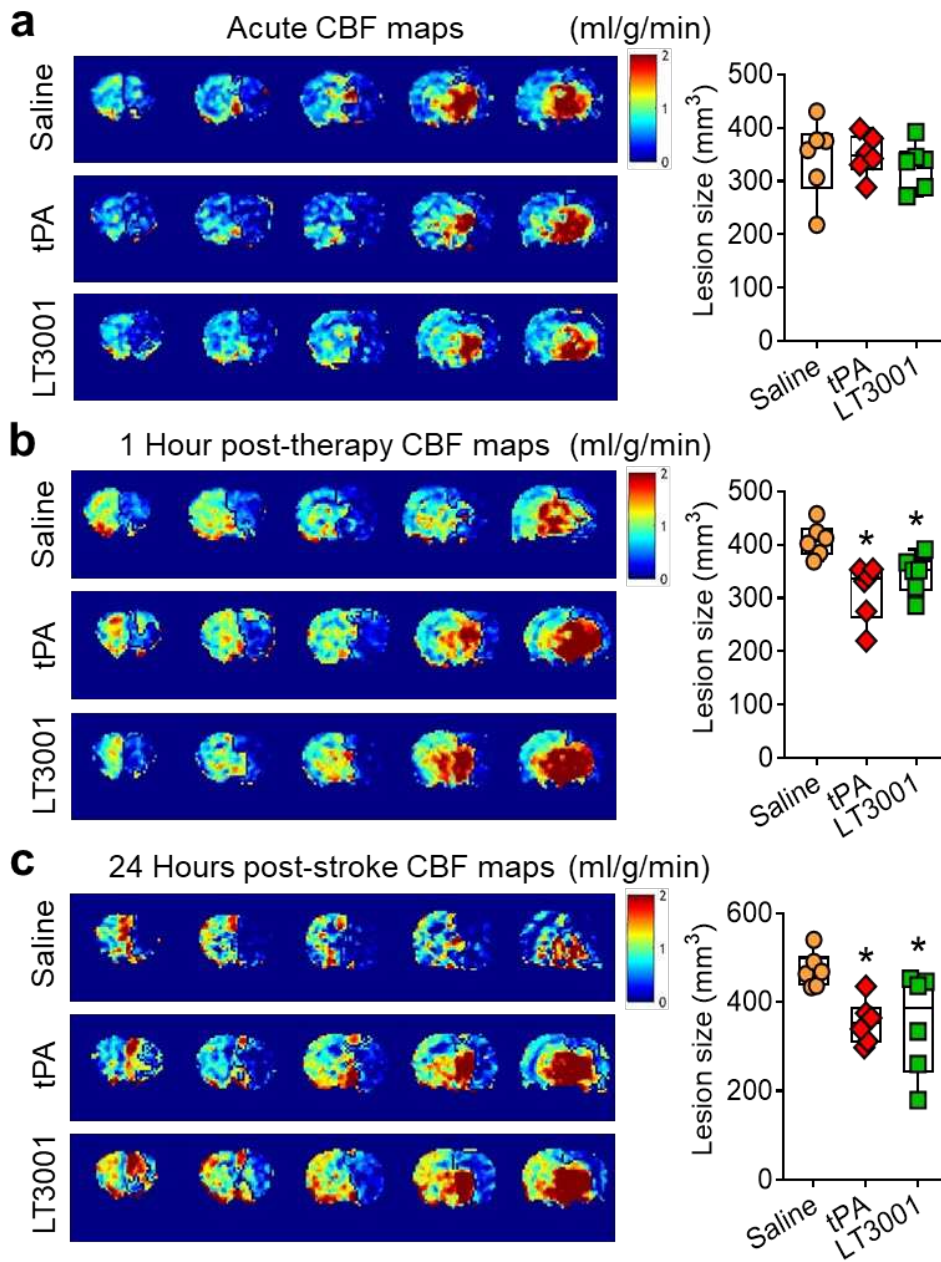 a
Acute CBF maps (ml/g/min)
Saline
tPA
LT3001
2
1
0
Lesion size (mm³)
500
400
300
200
100
0
Saline
tPA
LT3001
b
1 Hour post-therapy CBF maps (ml/g/min)
Saline
tPA
LT3001
2
1
0
Lesion size (mm³)
500
400
300
200
100
0
*
*
Saline
tPA
LT3001
c
24 Hours post-stroke CBF maps (ml/g/min)
Saline
tPA
LT3001
2
1
0
Lesion size (mm³)
600
400
200
0
*
*
Saline
tPA
LT3001